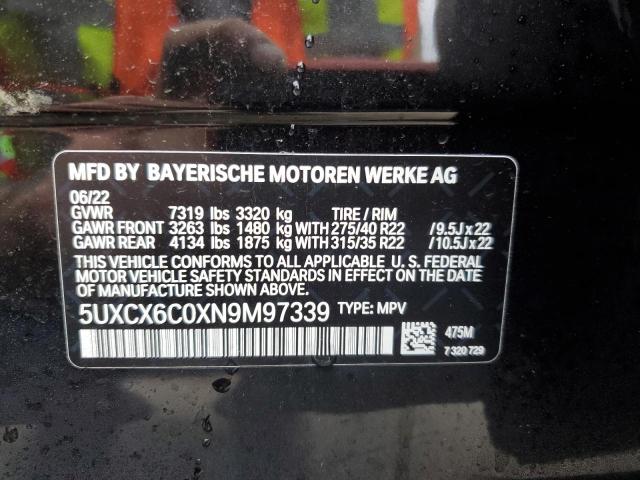 MFD BY BAYERISCHE MOTOREN WERKE AG
06/22
GVWR 7319 lbs 3320 kg TIRE / RIM
GAWR FRONT 3263 lbs 1480 kg WITH 275/40 R22 /9.5J x 22
GAWR REAR 4134 lbs 1875 kg WITH 315/35 R22 /10.5J x 22
THIS VEHICLE CONFORMS TO ALL APPLICABLE U. S. FEDERAL
MOTOR VEHICLE SAFETY STANDARDS IN EFFECT ON THE DATE
OF MANUFACTURE SHOWN ABOVE.
5UXCX6C0XN9M97339 TYPE: MPV
475M
7 320 729